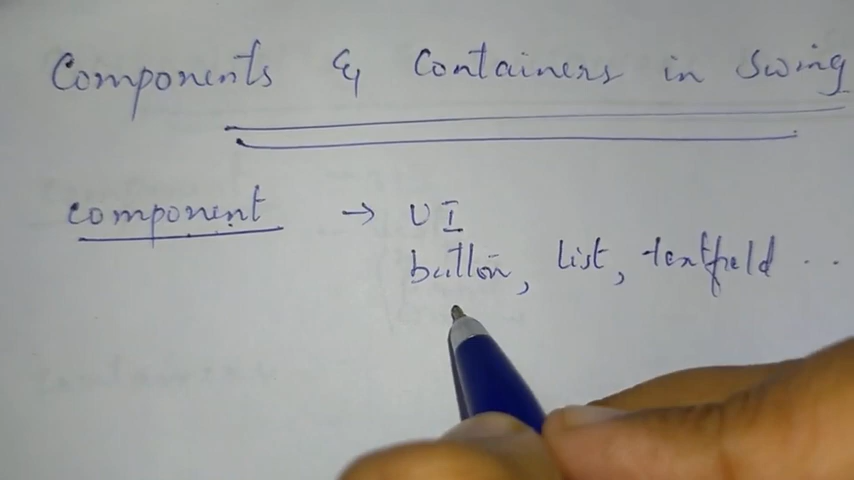 Components & Containers in Swing
component → UI
button, list, textfield ...